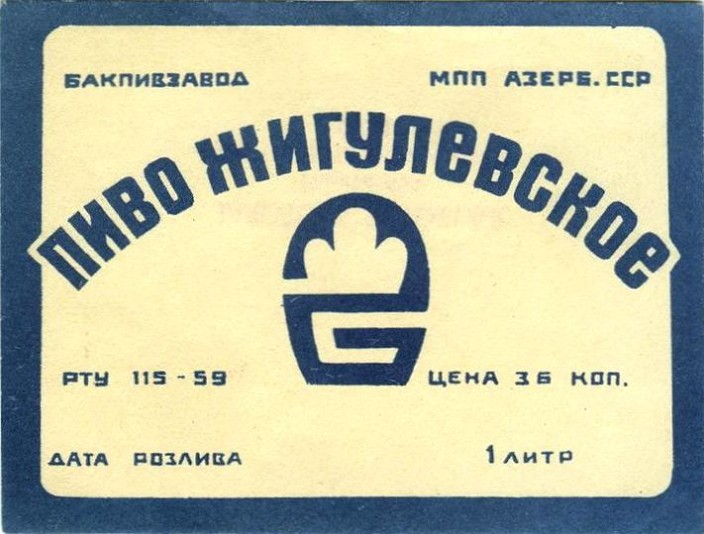 БАКПИВЗАВОД МПП АЗЕРБ. ССР
ПИВО ЖИГУЛЕВСКОЕ
РТУ 115-59 ЦЕНА 36 КОП.
ДАТА РОЗЛИВА 1 ЛИТР